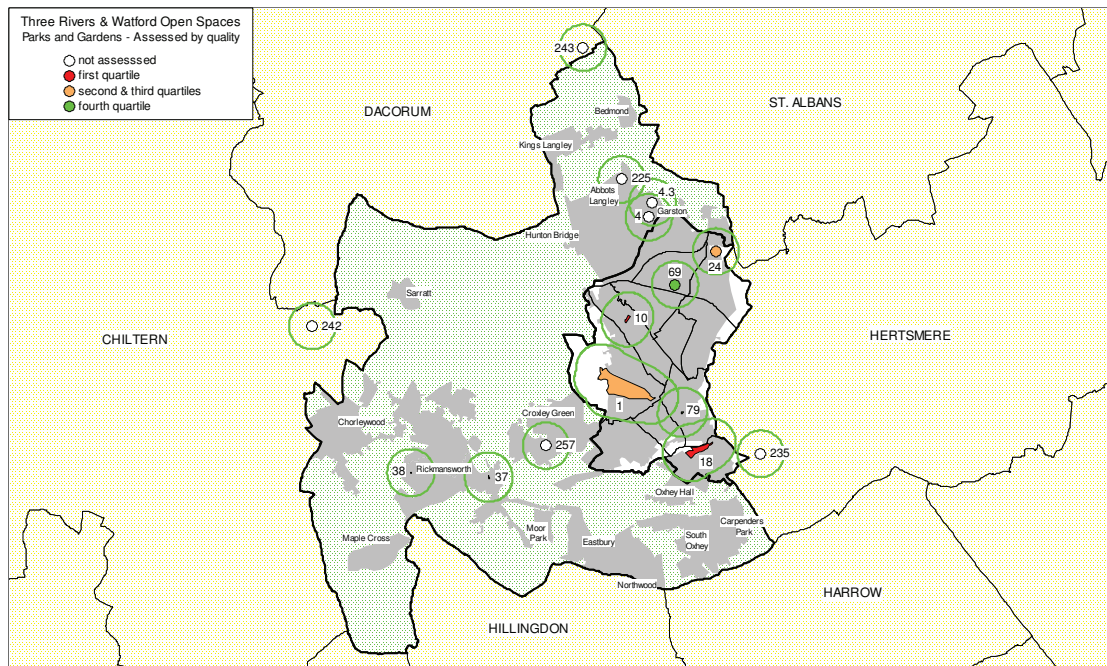 Three Rivers & Watford Open Spaces
Parks and Gardens - Assessed by quality
not assesssed
first quartile
second & third quartiles
fourth quartile
243
DACORUM
ST. ALBANS
Bedmond
Kings Langley
225
Abbots
Langley
4.3
4
Garston
Hunton Bridge
24
69
Sarratt
10
242
CHILTERN
HERTSMERE
1
79
Croxley Green
Chorleywood
257
18
235
38
Rickmansworth
37
Oxhey Hall
Moor
Park
Eastbury
Carpenders
Park
South
Oxhey
Maple Cross
Northwood
HARROW
HILLINGDON